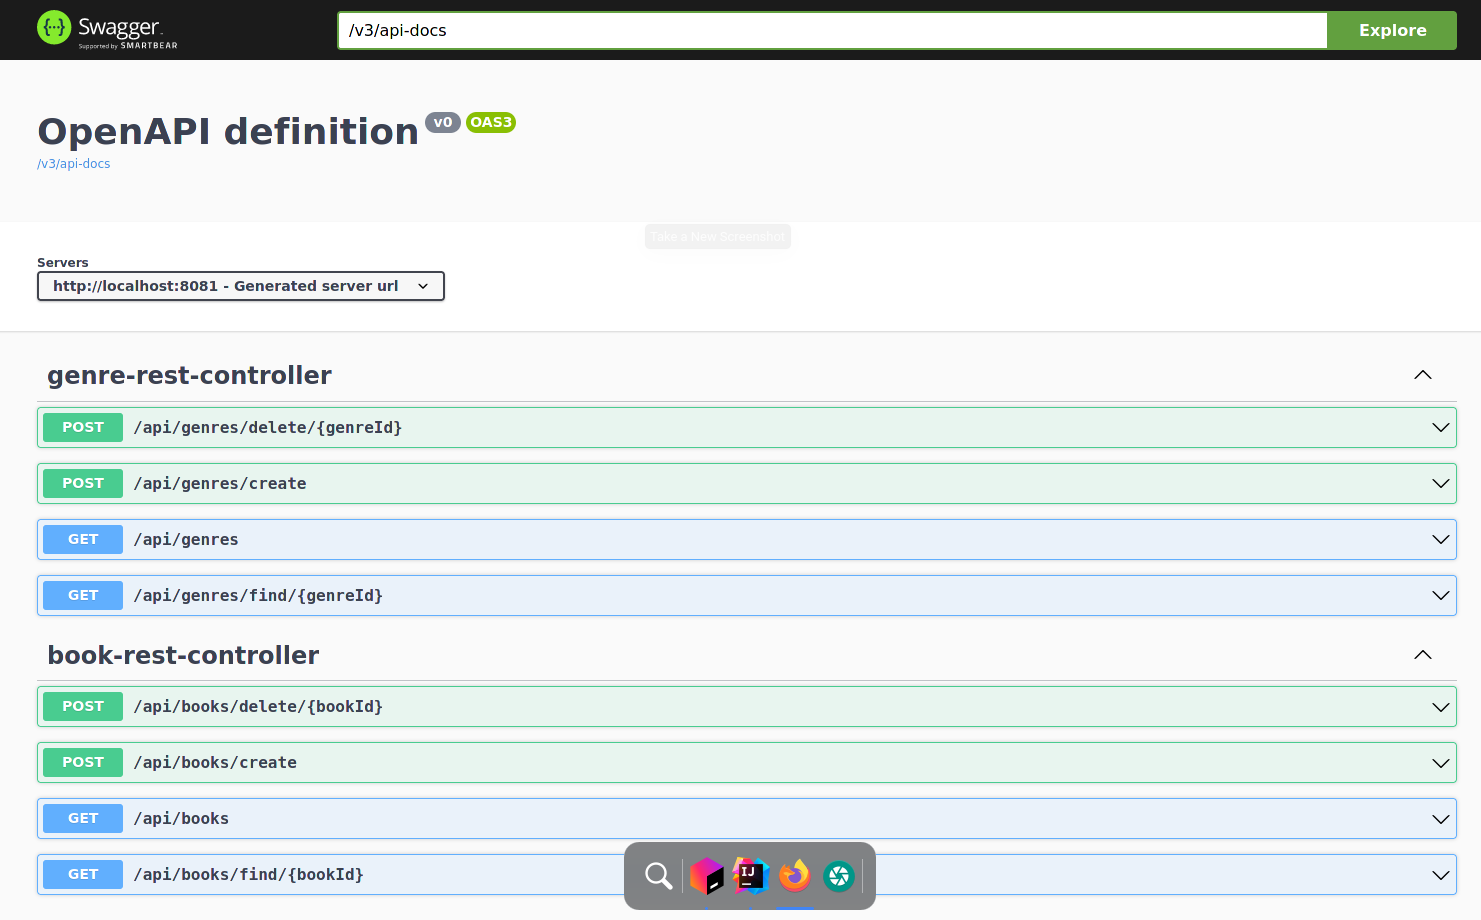 Swagger.
Supported by SMARTBEAR
/v3/api-docs
Explore
OpenAPI definition v0 OAS3
/v3/api-docs
Take a New Screenshot
Servers
http://localhost:8081 - Generated server url
genre-rest-controller
POST /api/genres/delete/{genreId}
POST /api/genres/create
GET /api/genres
GET /api/genres/find/{genreId}
book-rest-controller
POST /api/books/delete/{bookId}
POST /api/books/create
GET /api/books
GET /api/books/find/{bookId}
IJ